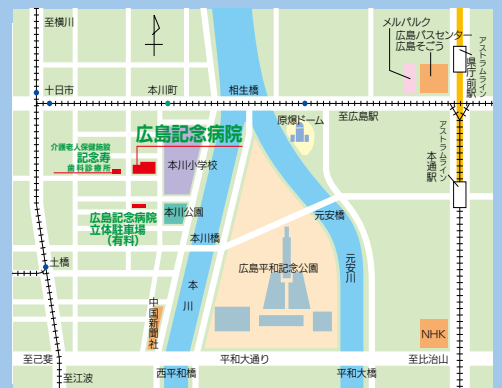 至横川
メルパルク
広島バスセンター
広島そごう
アストラムライン
県庁前駅
十日市
本川町
相生橋
原爆ドーム
至広島駅
広島記念病院
介護老人保健施設
記念寿
歯科診療所
本川小学校
アストラムライン
本通駅
広島記念病院
立体駐車場
(有料)
本川公園
元安橋
本川橋
土橋
広島平和記念公園
元安川
本川
中国新聞社
NHK
至己斐
平和大通り
至比治山
至江波
西平和橋
平和大橋